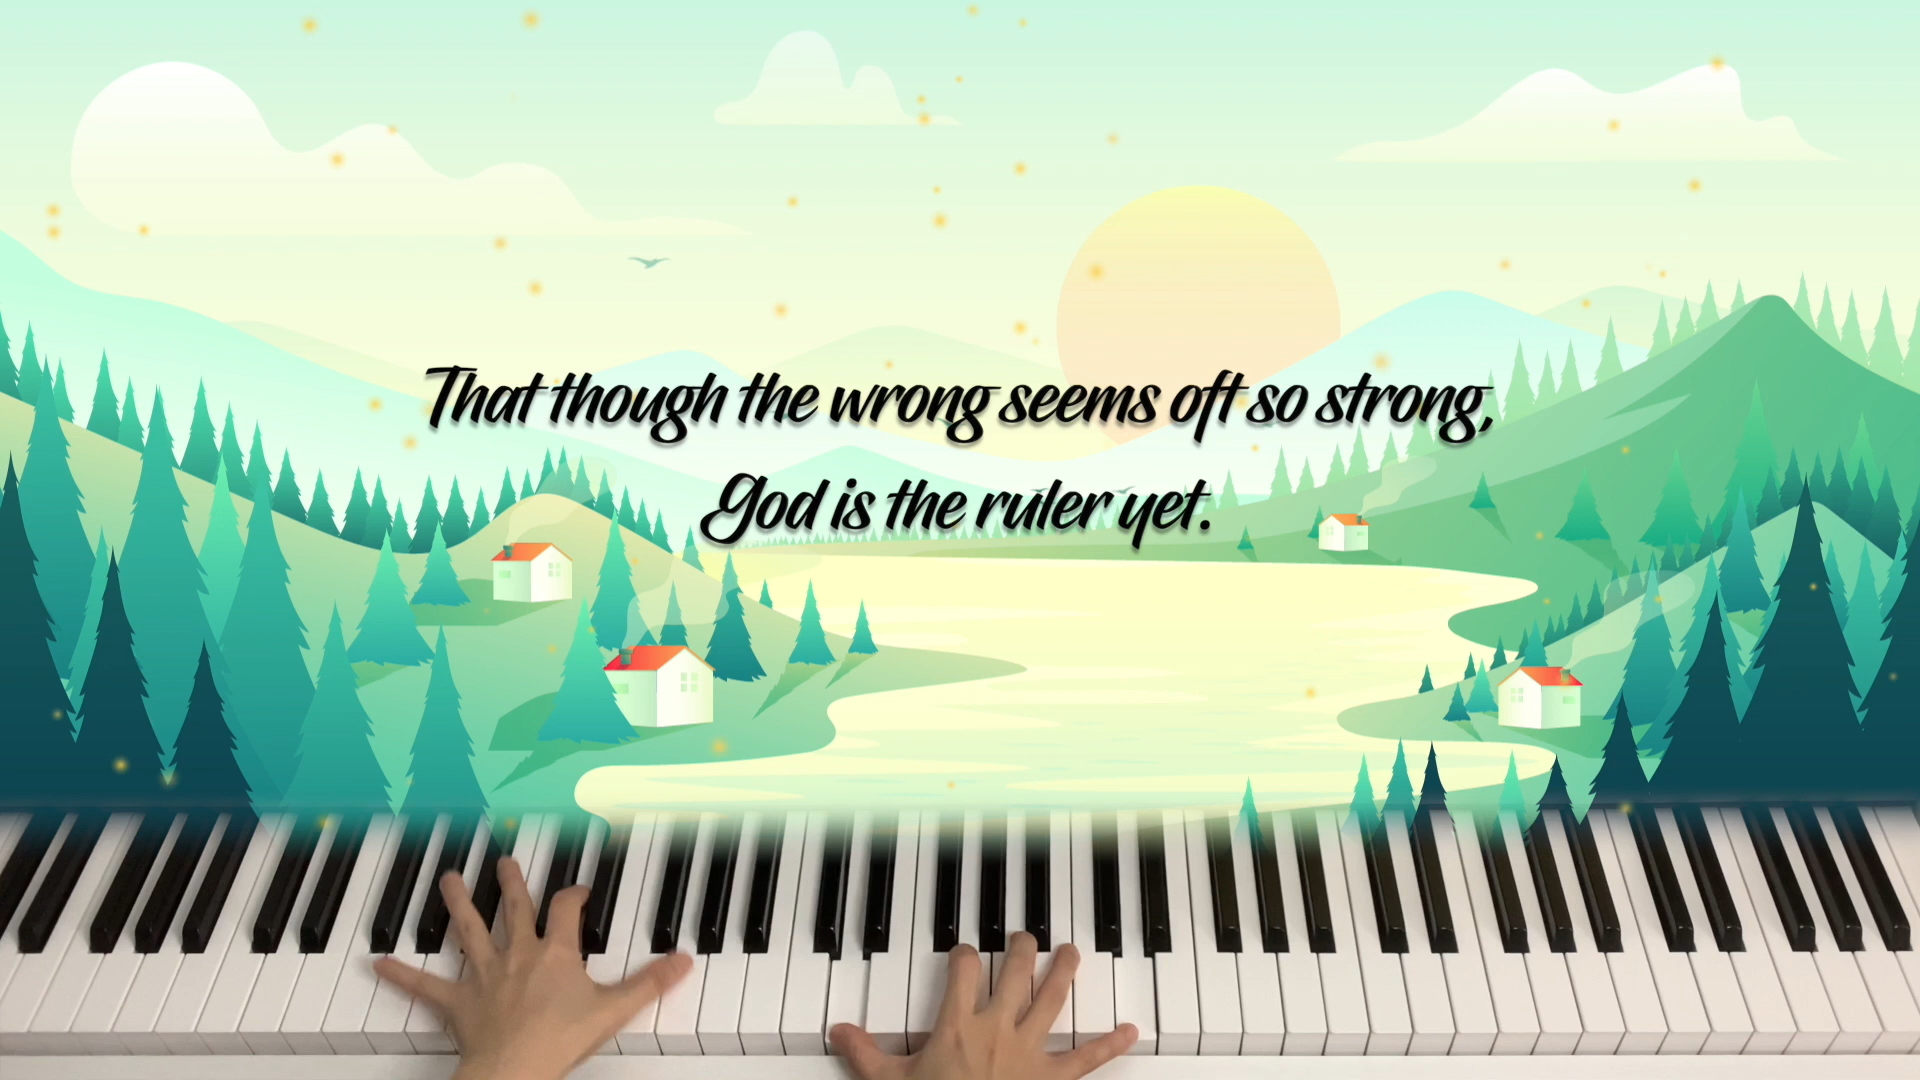 That though the wrong seems oft so strong,
God is the ruler yet.